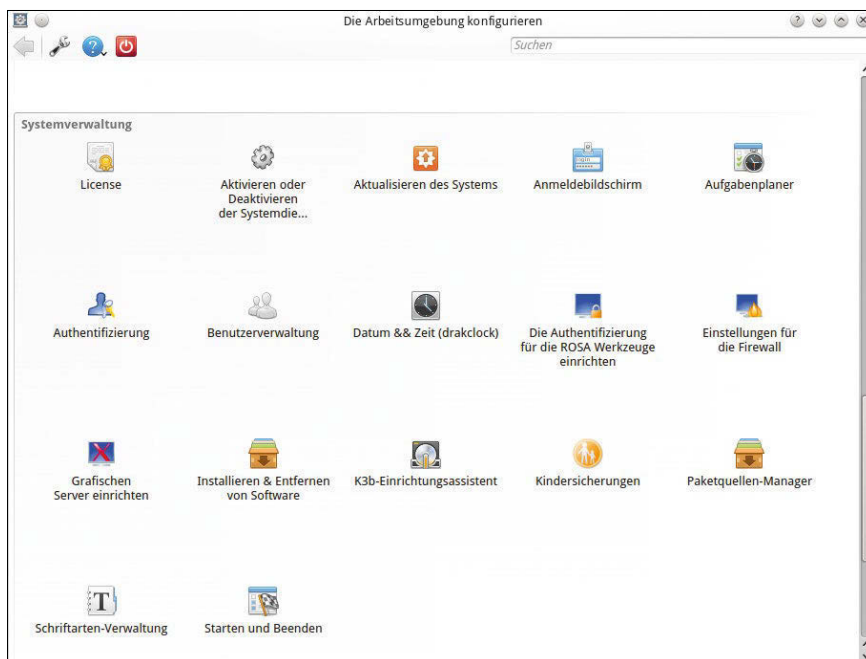 Die Arbeitsumgebung konfigurieren
Suchen
Systemverwaltung
License
Aktivieren oder
Deaktivieren
der Systemdie...
Aktualisieren des Systems
Anmeldebildschirm
Aufgabenplaner
Authentifizierung
Benutzerverwaltung
Datum && Zeit (drakclock)
Die Authentifizierung
für die ROSA Werkzeuge
einrichten
Einstellungen für
die Firewall
Grafischen
Server einrichten
Installieren & Entfernen
von Software
K3b-Einrichtungsassistent
Kindersicherungen
Paketquellen-Manager
Schriftarten-Verwaltung
Starten und Beenden